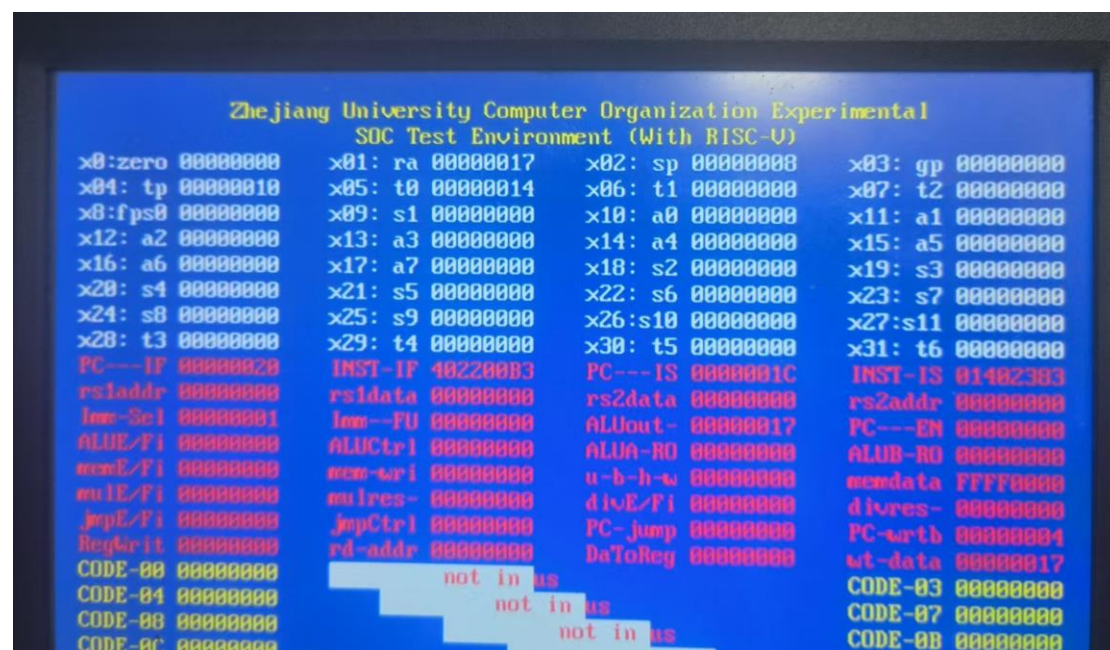 Zhejiang University Computer Organization Experimental
SOC Test Environment (With RISC-V)
x0:zero 00000000 x01: ra 00000017 x02: sp 00000008 x03: gp 00000000
x04: tp 00000010 x05: t0 00000014 x06: t1 00000000 x07: t2 00000000
x8:fps0 00000000 x09: s1 00000000 x10: a0 00000000 x11: a1 00000000
x12: a2 00000000 x13: a3 00000000 x14: a4 00000000 x15: a5 00000000
x16: a6 00000000 x17: a7 00000000 x18: s2 00000000 x19: s3 00000000
x20: s4 00000000 x21: s5 00000000 x22: s6 00000000 x23: s7 00000000
x24: s8 00000000 x25: s9 00000000 x26:s10 00000000 x27:s11 00000000
x28: t3 00000000 x29: t4 00000000 x30: t5 00000000 x31: t6 00000000
PC---IF 00000020 INST-IF 402200B3 PC---IS 0000001C INST-IS 01402383
rs1addr 00000000 rs1data 00000000 rs2data 00000000 rs2addr 00000000
Imm-Sel 00000001 Imm--FU 00000000 ALUout- 00000017 PC---EN 00000000
ALUE/Fi 00000000 ALUCtrl 00000000 ALUA-RO 00000000 ALUB-RO 00000000
memE/Fi 00000000 mem-wri 00000000 u-b-h-w 00000000 memdata FFFF0000
mulE/Fi 00000000 mulres- 00000000 divE/Fi 00000000 divres- 00000000
jmpE/Fi 00000000 jmpCtrl 00000000 PC-jump 00000000 PC-wrtb 00000004
RegWrit 00000000 rd-addr 00000000 DaToReg 00000000 wt-data 00000017
CODE-00 00000000 not in us CODE-03 00000000
CODE-04 00000000 not in us CODE-07 00000000
CODE-08 00000000 not in us CODE-0B 00000000
CODE-0C 00000000